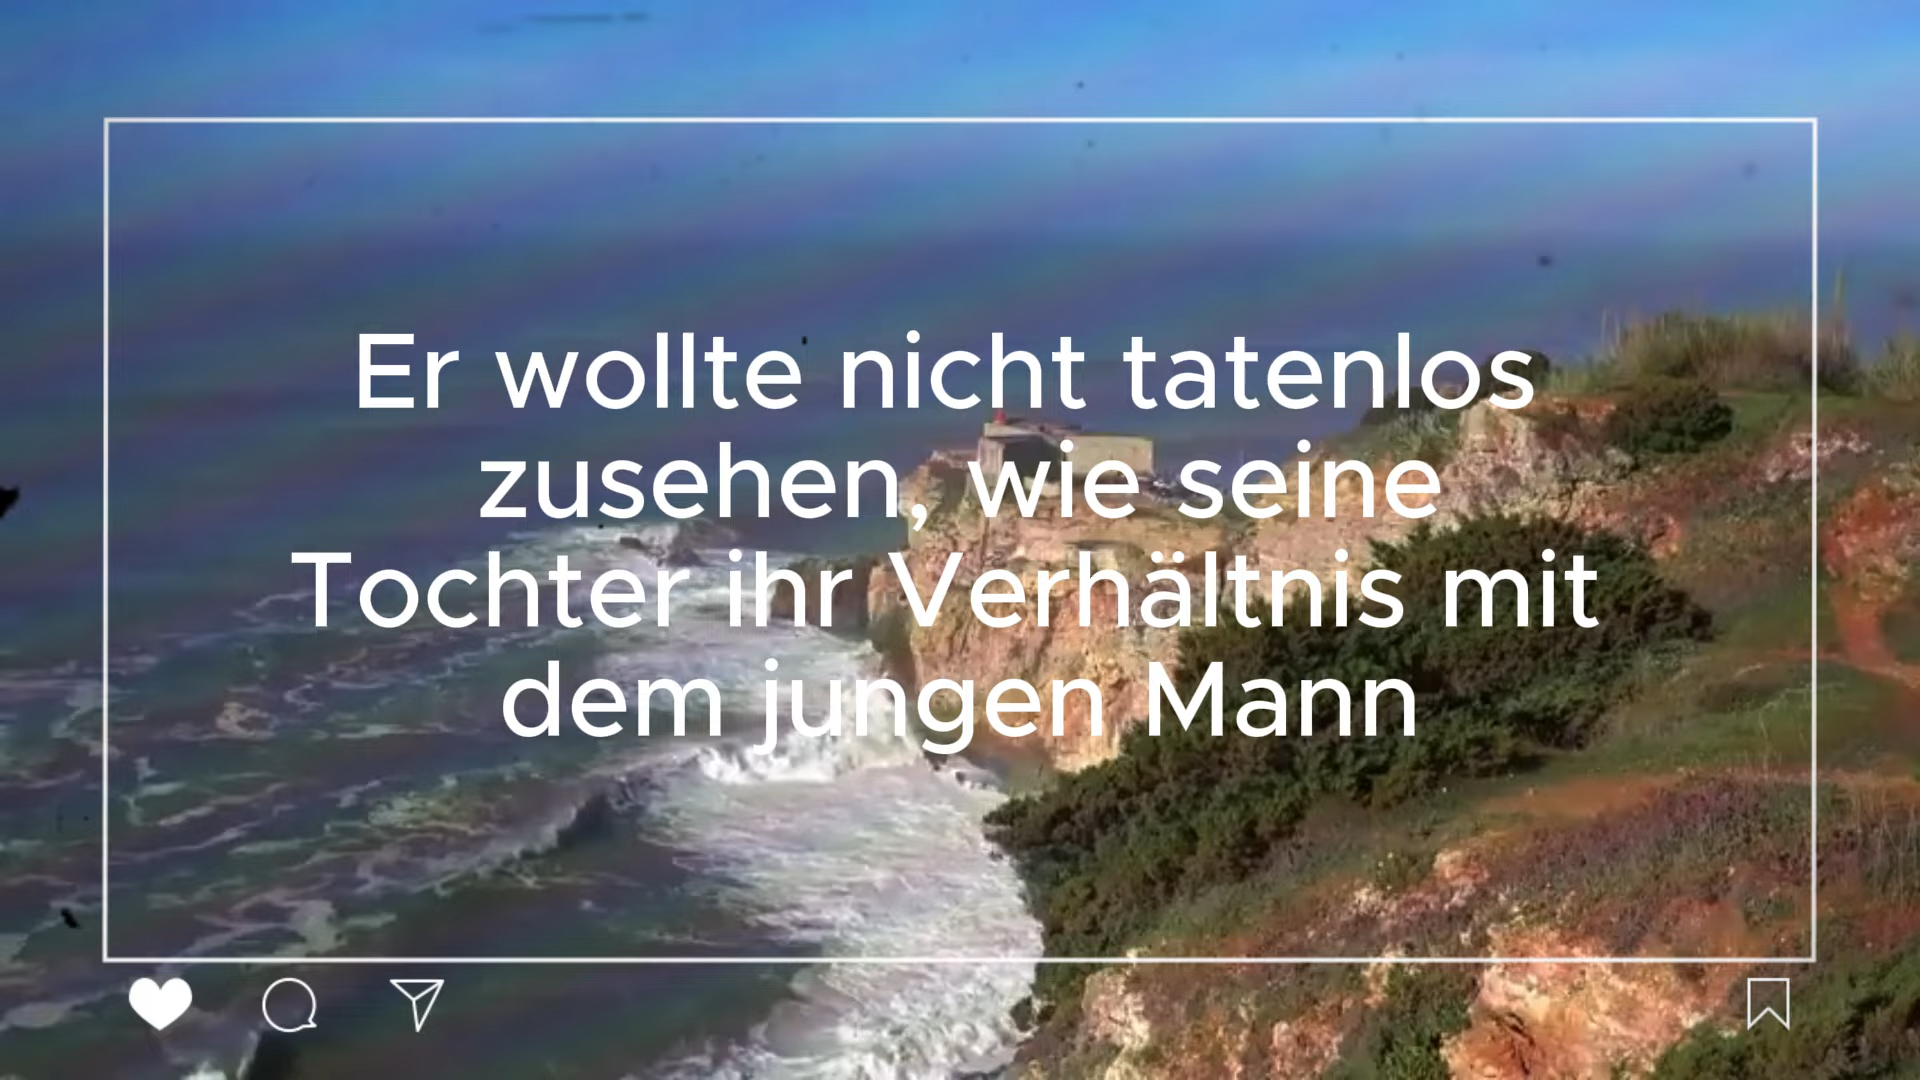 Er wollte nicht tatenlos
zusehen, wie seine
Tochter ihr Verhältnis mit
dem jungen Mann